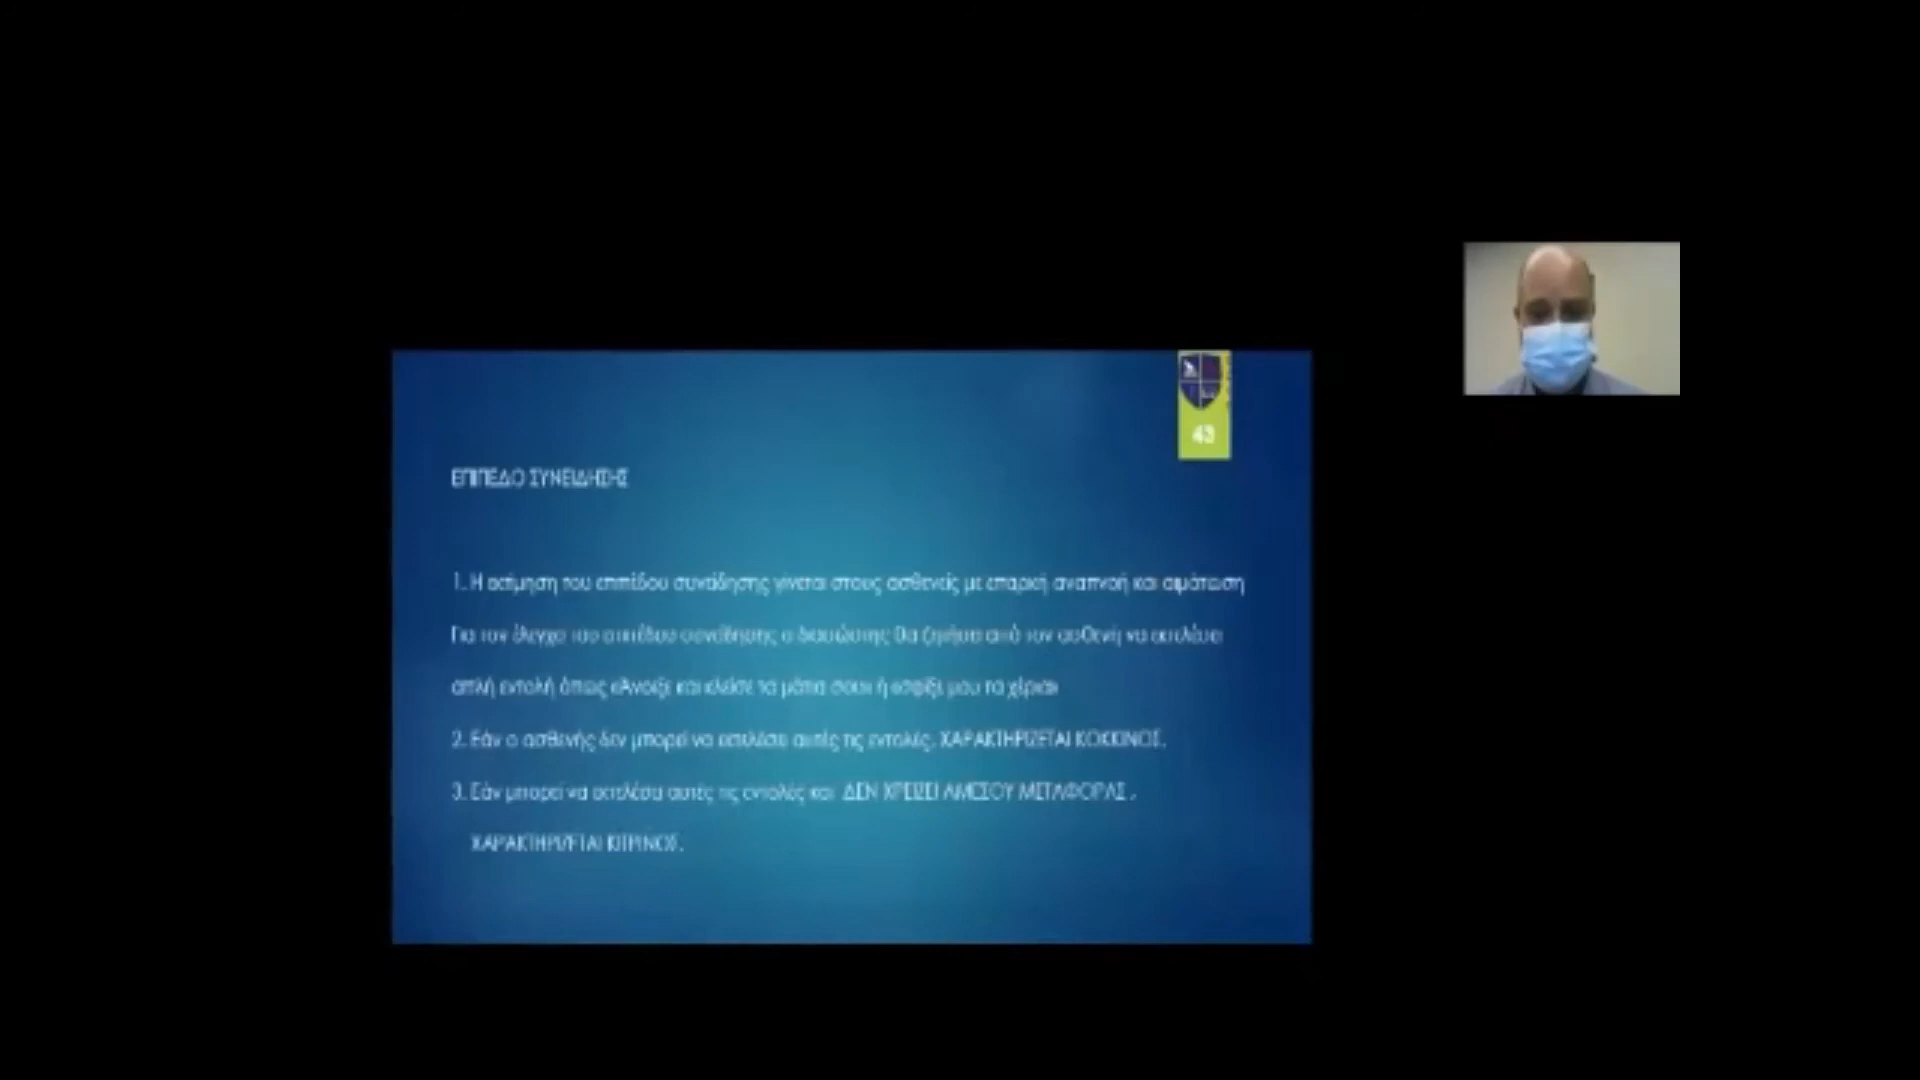 43
ΕΠΙΠΕΔΟ ΣΥΝΕΙΔΗΣΗΣ
1. Η εκτίμηση του επιπέδου συνείδησης γίνεται στους ασθενείς με επαρκή αναπνοή και αιμάτωση
Για τον έλεγχο του επιπέδου συνείδησης ο διασώστης θα ζητήσει από τον ασθενή να εκτελέσει
απλή εντολή όπως «Άνοιξε και κλείσε τα μάτια σου» ή «σφίξε μου τα χέρια»
2. Εάν ο ασθενής δεν μπορεί να εκτελέσει αυτές τις εντολές, ΧΑΡΑΚΤΗΡΙΖΕΤΑΙ ΚΟΚΚΙΝΟΣ.
3. Εάν μπορεί να εκτελέσει αυτές τις εντολές και ΔΕΝ ΧΡΕΙΖΕΙ ΑΜΕΣΟΥ ΜΕΤΑΦΟΡΑΣ ,
ΧΑΡΑΚΤΗΡΙΖΕΤΑΙ ΚΙΤΡΙΝΟΣ.